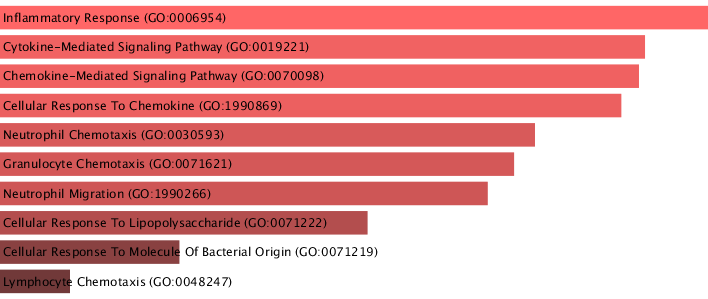 Inflammatory Response (GO:0006954)
Cytokine-Mediated Signaling Pathway (GO:0019221)
Chemokine-Mediated Signaling Pathway (GO:0070098)
Cellular Response To Chemokine (GO:1990869)
Neutrophil Chemotaxis (GO:0030593)
Granulocyte Chemotaxis (GO:0071621)
Neutrophil Migration (GO:1990266)
Cellular Response To Lipopolysaccharide (GO:0071222)
Cellular Response To Molecule Of Bacterial Origin (GO:0071219)
Lymphocyte Chemotaxis (GO:0048247)